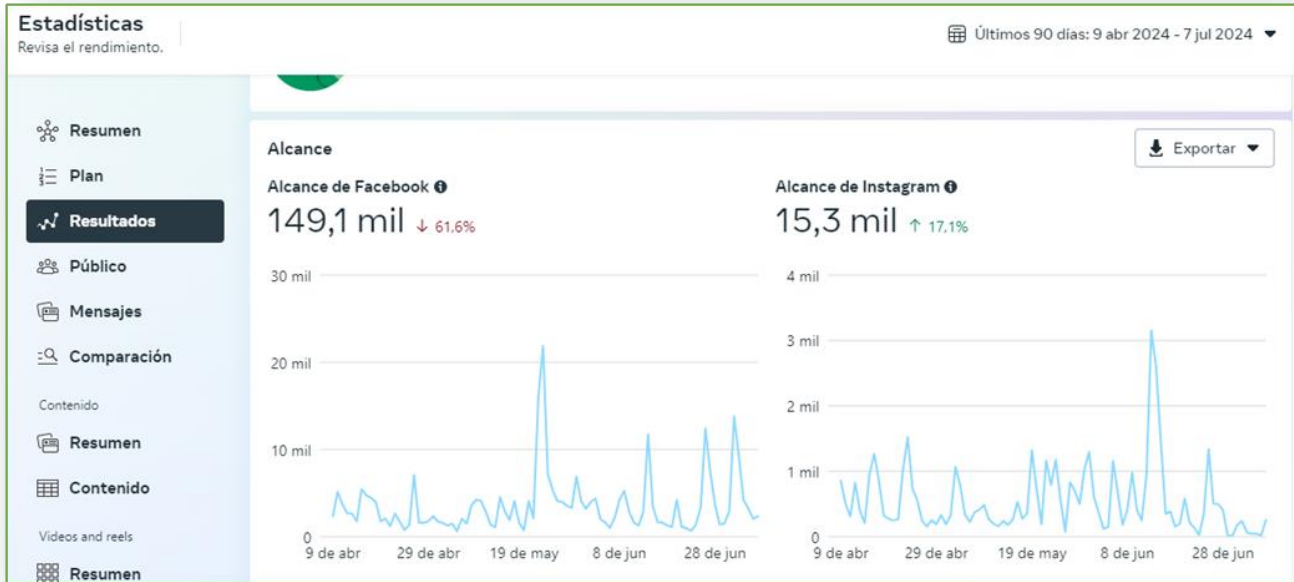 Estadísticas
Revisa el rendimiento.
Últimos 90 días: 9 abr 2024 - 7 jul 2024
Resumen
Plan
Resultados
Público
Mensajes
Comparación
Contenido
Resumen
Contenido
Videos and reels
Resumen
Alcance
Exportar
Alcance de Facebook
149,1 mil ↓ 61,6%
30 mil
20 mil
10 mil
0
9 de abr 29 de abr 19 de may 8 de jun 28 de jun
Alcance de Instagram
15,3 mil ↑ 17,1%
4 mil
3 mil
2 mil
1 mil
0
9 de abr 29 de abr 19 de may 8 de jun 28 de jun